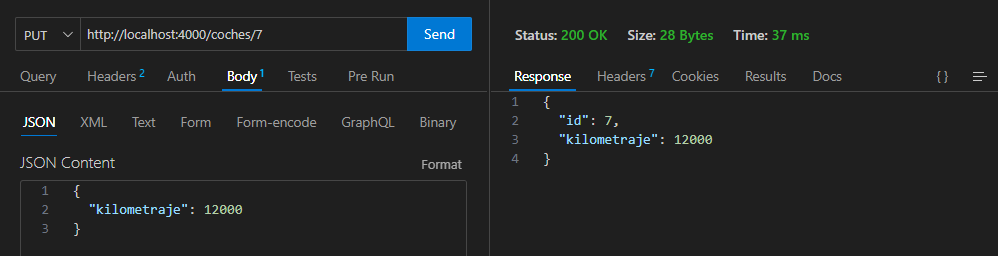 PUT http://localhost:4000/coches/7 Send
Query Headers 2 Auth Body 1 Tests Pre Run
JSON XML Text Form Form-encode GraphQL Binary
JSON Content Format
1 {
2 "kilometraje": 12000
3 }
Status: 200 OK Size: 28 Bytes Time: 37 ms
Response Headers 7 Cookies Results Docs { }
1 {
2 "id": 7,
3 "kilometraje": 12000
4 }